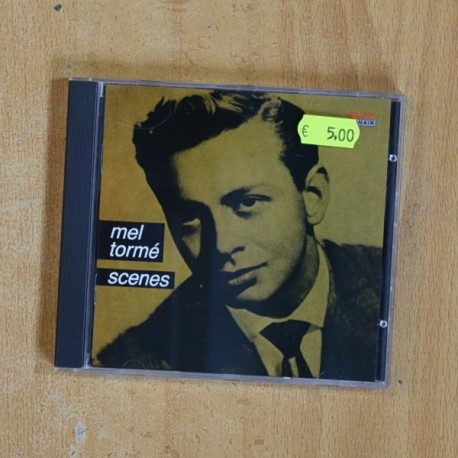 € 5,00
mel
tormé
scenes